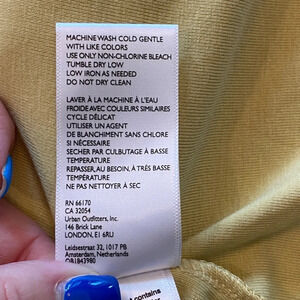 MACHINE WASH COLD GENTLE
WITH LIKE COLORS
USE ONLY NON-CHLORINE BLEACH
TUMBLE DRY LOW
LOW IRON AS NEEDED
DO NOT DRY CLEAN
LAVER À LA MACHINE À L'EAU
FROIDE AVEC COULEURS SIMILAIRES
CYCLE DÉLICAT
UTILISER UN AGENT
DE BLANCHIMENT SANS CHLORE
SI NÉCESSAIRE
SECHER PAR CULBUTAGE À BASSE
TEMPÉRATURE
REPASSER, AU BESOIN, À TRÈS BASSE
TEMPÉRATURE
NE PAS NETTOYER À SEC
RN 66170
CA 32054
Urban Outfitters, Inc.
146 Brick Lane
LONDON, E1 6RU
Leidsestraat 32, 1017 PB
Amsterdam, Netherlands
OB1843980
contains